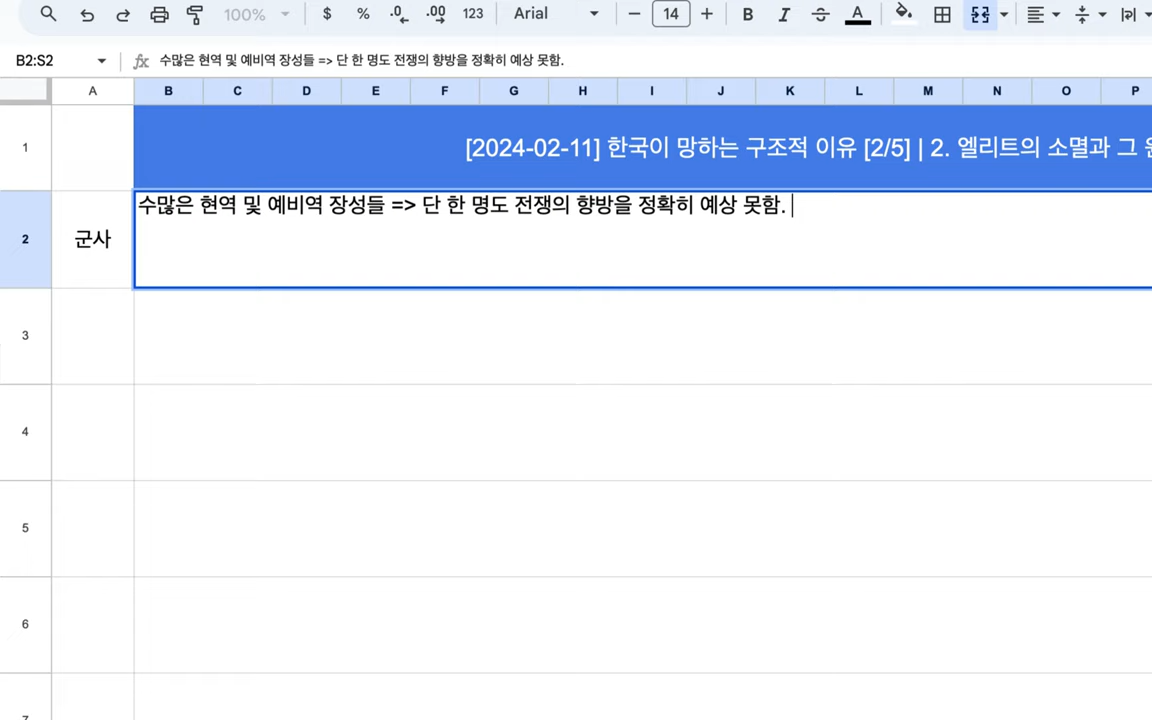 100% $ % .0 .00 123 Arial 14 B I A
B2:S2 fx 수많은 현역 및 예비역 장성들 => 단 한 명도 전쟁의 향방을 정확히 예상 못함.
A B C D E F G H I J K L M N O P
1 [2024-02-11] 한국이 망하는 구조적 이유 [2/5] | 2. 엘리트의 소멸과 그
수많은 현역 및 예비역 장성들 => 단 한 명도 전쟁의 향방을 정확히 예상 못함.
2 군사
3
4
5
6
7